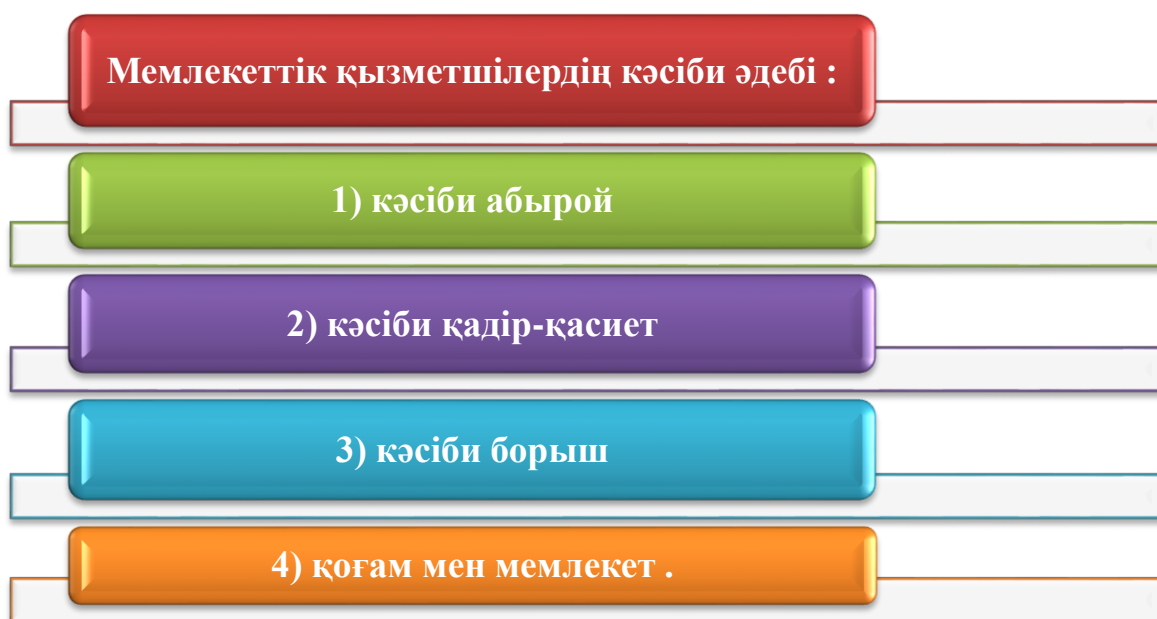 Мемлекеттік қызметшілердің кәсіби әдебі :
1) кәсіби абырой
2) кәсіби қадір-қасиет
3) кәсіби борыш
4) қоғам мен мемлекет .